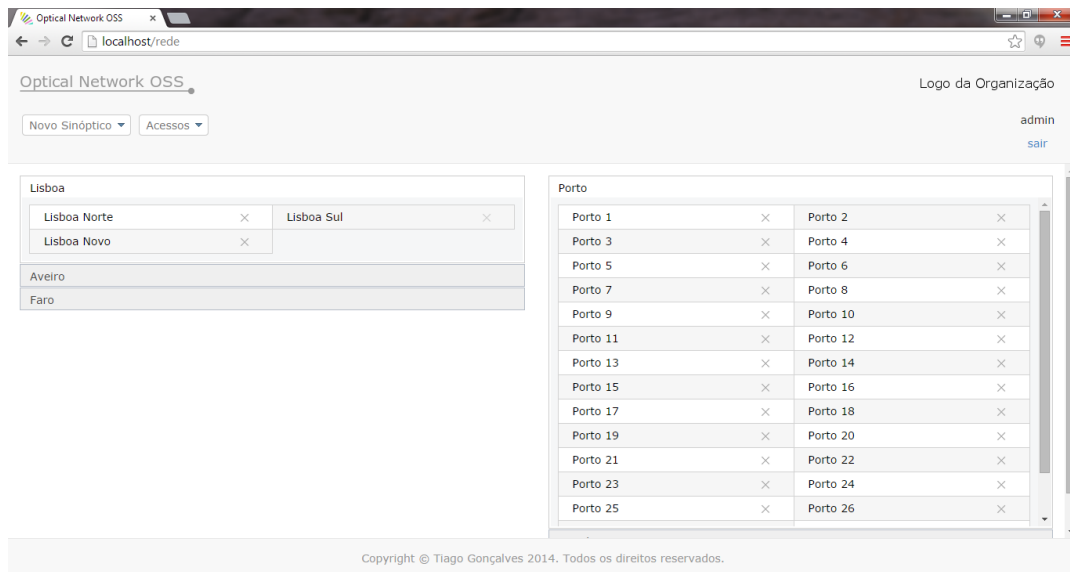 Optical Network OSS
localhost/rede
Optical Network OSS
Logo da Organização
Novo Sinóptico
Acessos
admin
sair
Lisboa
Lisboa Norte
Lisboa Sul
Lisboa Novo
Aveiro
Faro
Porto
Porto 1
Porto 2
Porto 3
Porto 4
Porto 5
Porto 6
Porto 7
Porto 8
Porto 9
Porto 10
Porto 11
Porto 12
Porto 13
Porto 14
Porto 15
Porto 16
Porto 17
Porto 18
Porto 19
Porto 20
Porto 21
Porto 22
Porto 23
Porto 24
Porto 25
Porto 26
Copyright © Tiago Gonçalves 2014. Todos os direitos reservados.